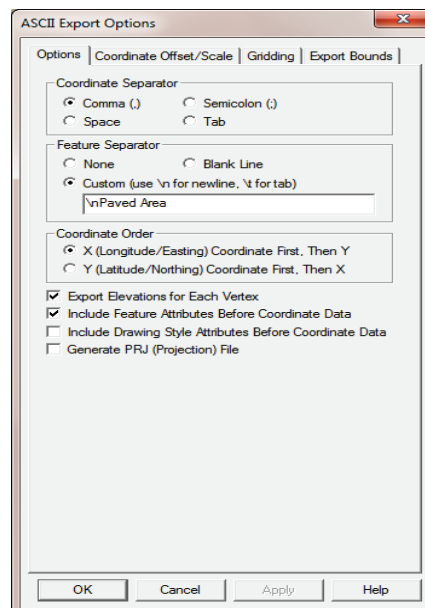 ASCII Export Options
Options Coordinate Offset/Scale Gridding Export Bounds
Coordinate Separator
Comma (,) Semicolon (;)
Space Tab
Feature Separator
None Blank Line
Custom (use \n for newline, \t for tab)
\nPaved Area
Coordinate Order
X (Longitude/Easting) Coordinate First, Then Y
Y (Latitude/Northing) Coordinate First, Then X
Export Elevations for Each Vertex
Include Feature Attributes Before Coordinate Data
Include Drawing Style Attributes Before Coordinate Data
Generate PRJ (Projection) File
OK Cancel Apply Help